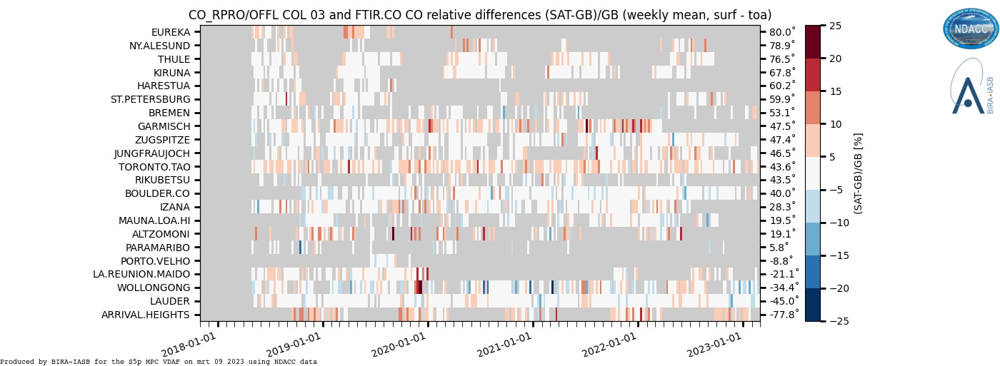 CO_RPRO/OFFL COL 03 and FTIR.CO CO relative differences (SAT-GB)/GB (weekly mean, surf - toa)
EUREKA 80.0°
NY.ALESUND 78.9°
THULE 76.5°
KIRUNA 67.8°
HARESTUA 60.2°
ST.PETERSBURG 59.9°
BREMEN 53.1°
GARMISCH 47.5°
ZUGSPITZE 47.4°
JUNGFRAUJOCH 46.5°
TORONTO.TAO 43.6°
RIKUBETSU 43.5°
BOULDER.CO 40.0°
IZANA 28.3°
MAUNA.LOA.HI 19.5°
ALTZOMONI 19.1°
PARAMARIBO 5.8°
PORTO.VELHO -8.8°
LA.REUNION.MAIDO -21.1°
WOLLONGONG -34.4°
LAUDER -45.0°
ARRIVAL.HEIGHTS -77.8°
2018-01-01 2019-01-01 2020-01-01 2021-01-01 2022-01-01 2023-01-01
25
20
15
10
5
−5
−10
−15
−20
−25
(SAT-GB)/GB [%]
NDACC
BIRA•IASB
Produced by BIRA-IASB for the S5p MPC VDAF on mrt 09 2023 using NDACC data